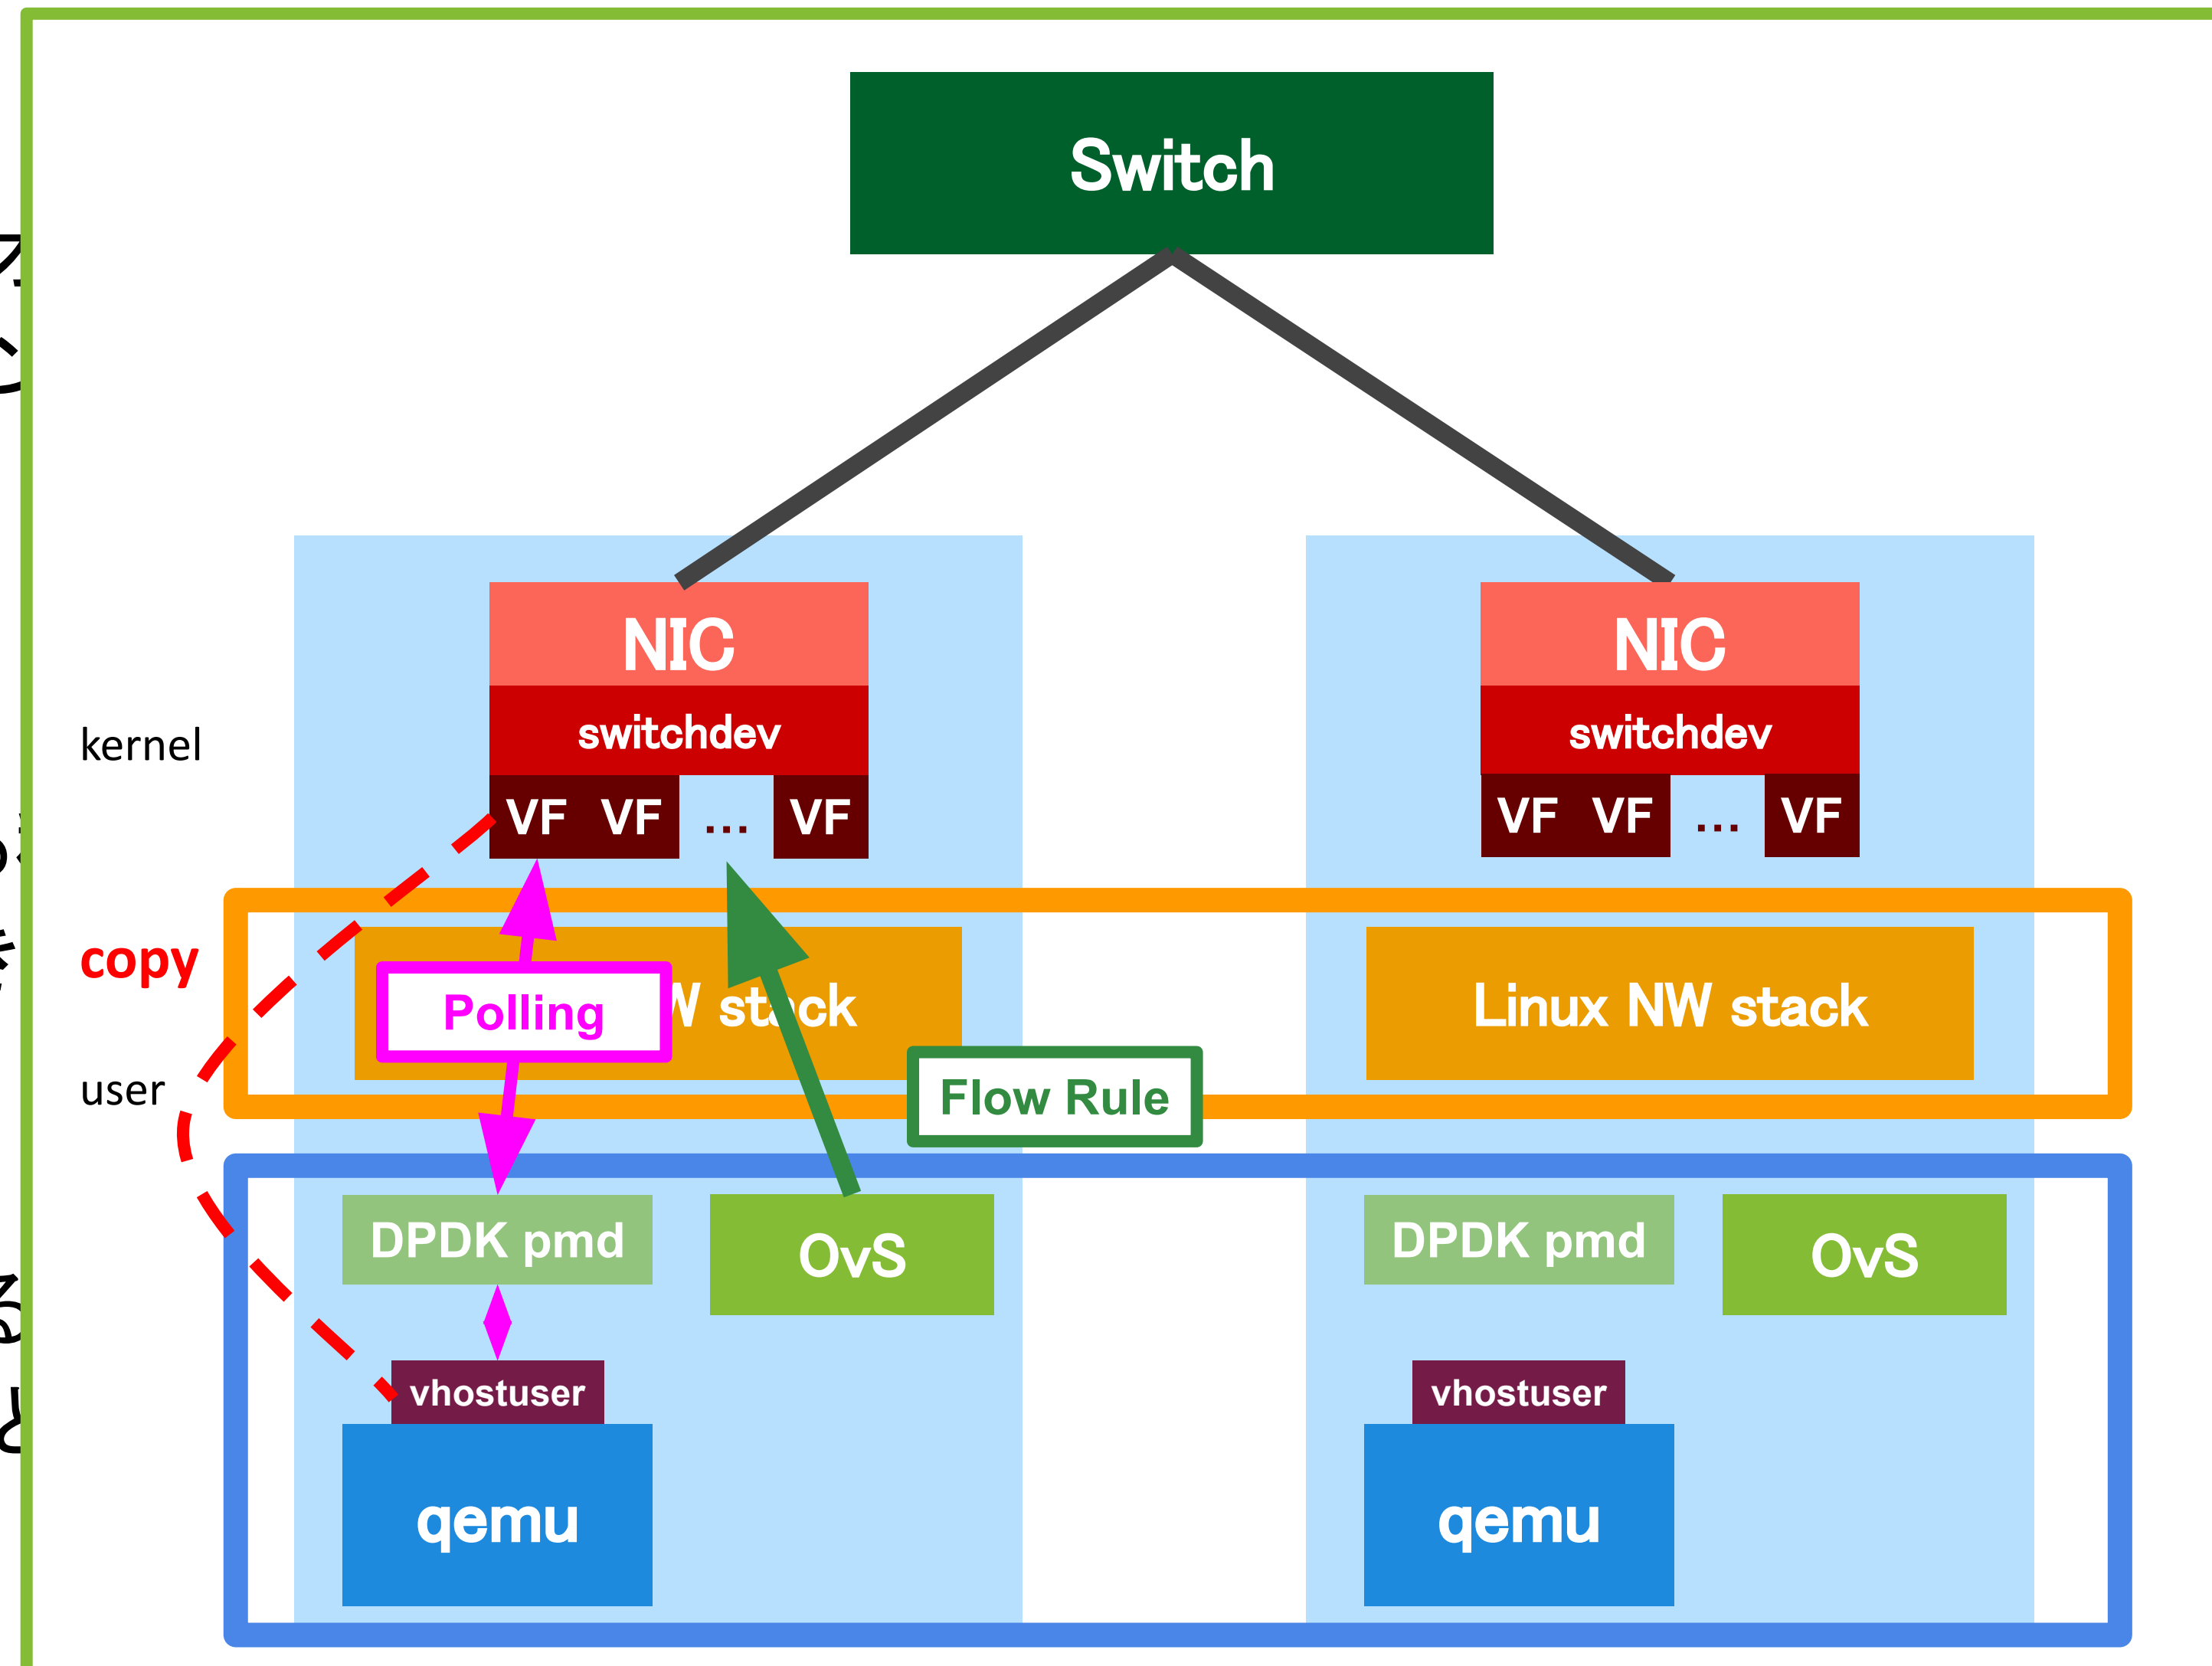 Switch
NIC
NIC
switchdev
switchdev
kernel
VF VF ... VF
VF VF ... VF
copy
Polling
W stack
Linux NW stack
user
Flow Rule
DPDK pmd
OvS
DPDK pmd
OvS
vhostuser
vhostuser
qemu
qemu